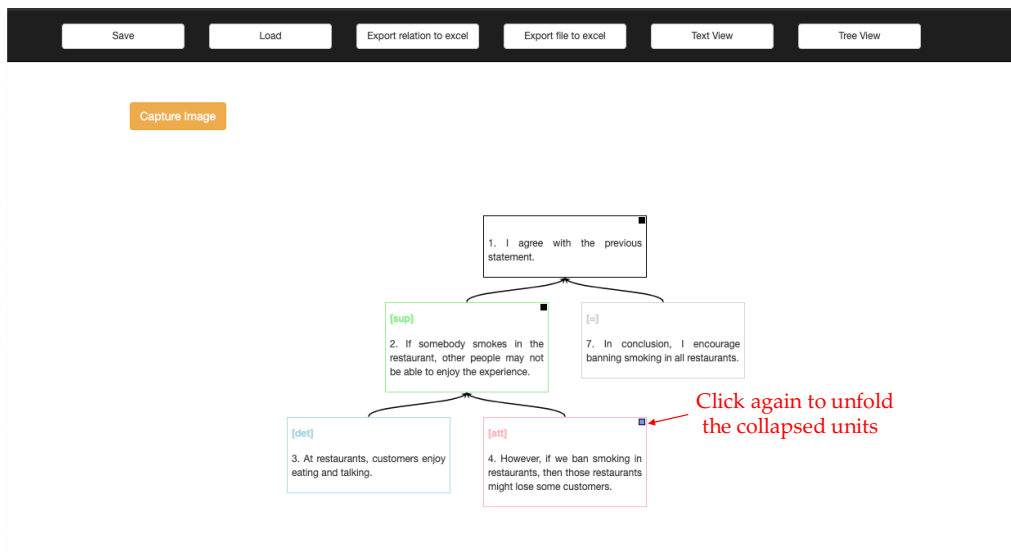 Save Load Export relation to excel Export file to excel Text View Tree View
Capture Image
1. I agree with the previous
statement.
[sup]
2. If somebody smokes in the
restaurant, other people may not
be able to enjoy the experience.
[=]
7. In conclusion, I encourage
banning smoking in all restaurants.
Click again to unfold
the collapsed units
[det]
3. At restaurants, customers enjoy
eating and talking.
[att]
4. However, if we ban smoking in
restaurants, then those restaurants
might lose some customers.